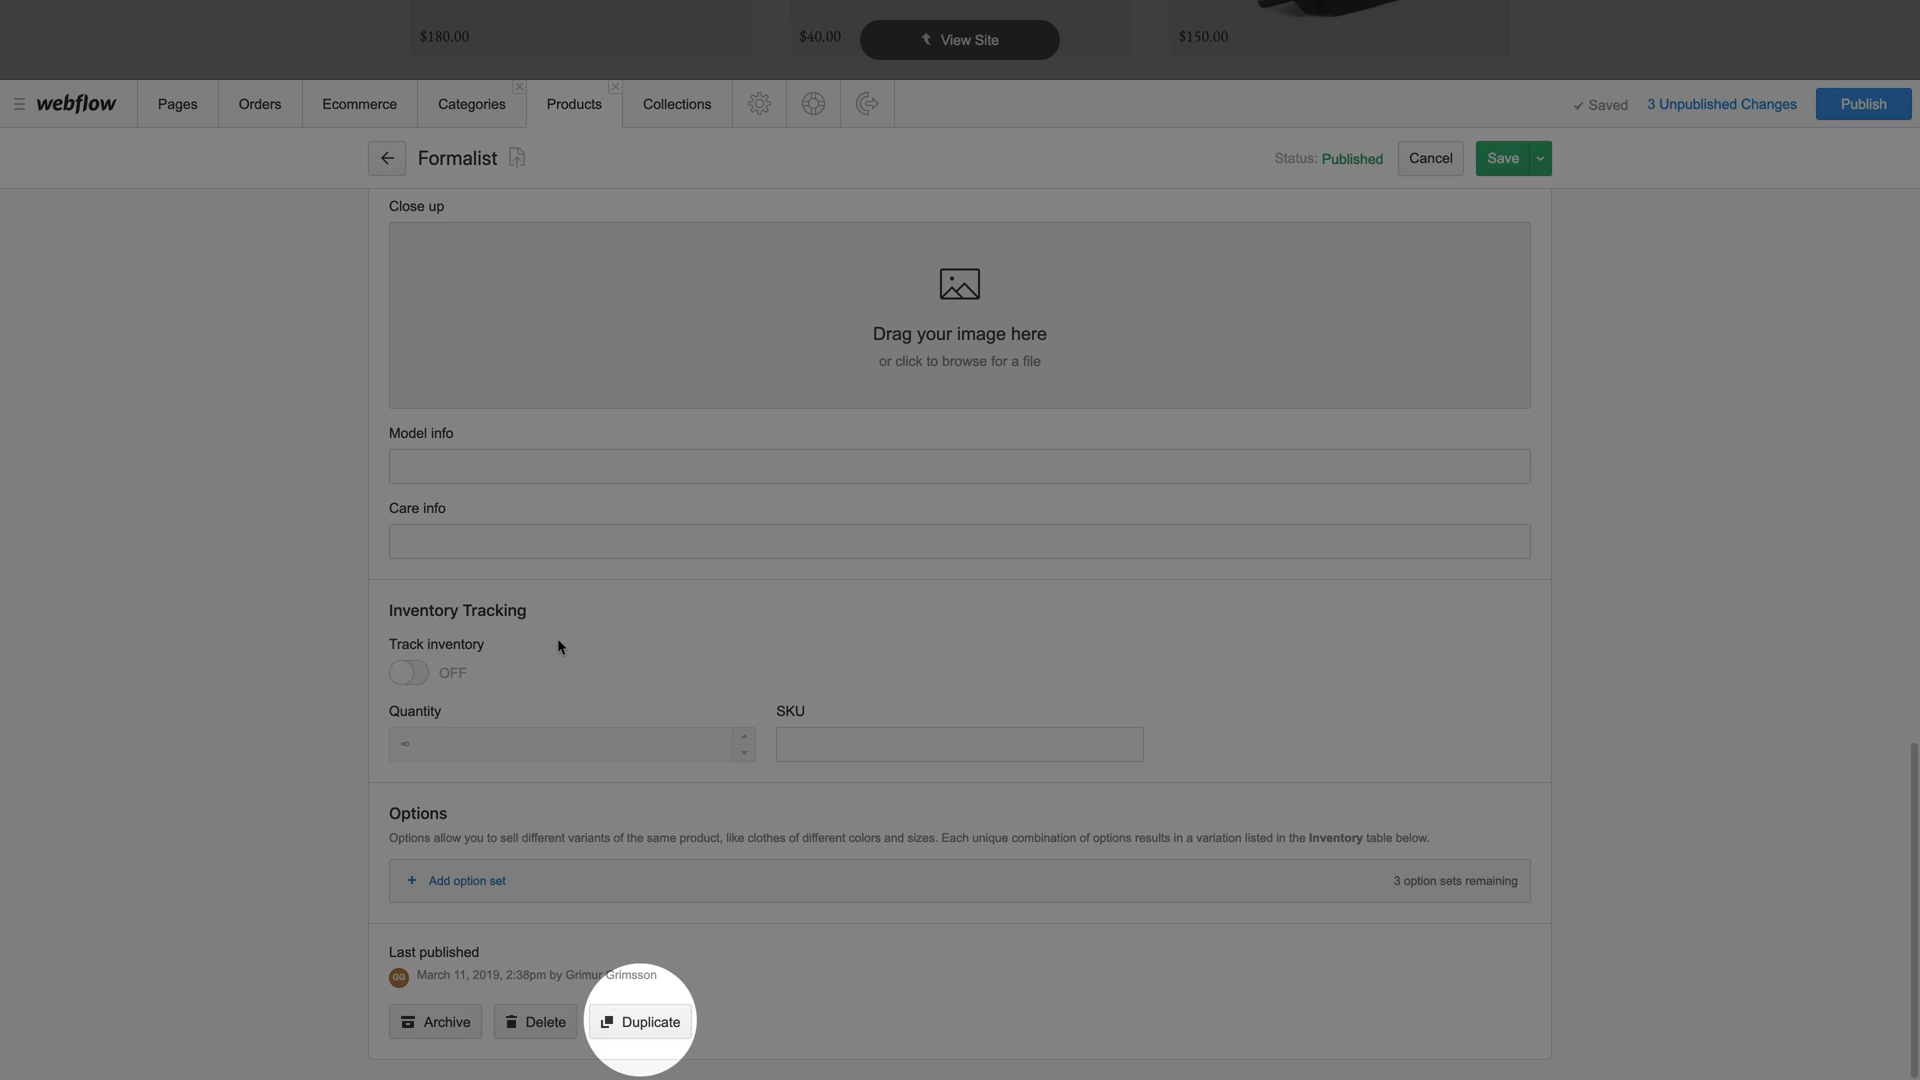 $180.00
$40.00
$150.00
View Site
webflow
Pages
Orders
Ecommerce
Categories
Products
Collections
Saved
3 Unpublished Changes
Publish
Formalist
Status: Published
Cancel
Save
Close up
Drag your image here
or click to browse for a file
Model info
Care info
Inventory Tracking
Track inventory
OFF
Quantity
SKU
∞
Options
Options allow you to sell different variants of the same product, like clothes of different colors and sizes. Each unique combination of options results in a variation listed in the Inventory table below.
+ Add option set
3 option sets remaining
Last published
GG
March 11, 2019, 2:38pm by Grimur Grimsson
Archive
Delete
Duplicate